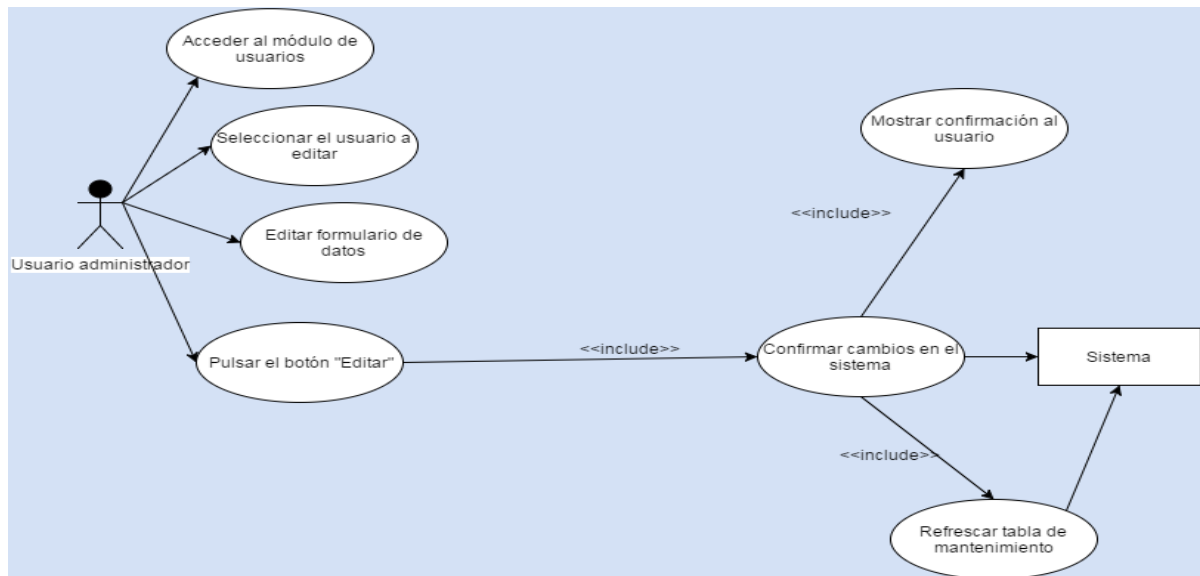 Acceder al módulo de
usuarios
Seleccionar el usuario a
editar
Mostrar confirmación al
usuario
<<include>>
Editar formulario de
datos
Usuario administrador
Pulsar el botón "Editar"
<<include>>
Confirmar cambios en el
sistema
Sistema
<<include>>
Refrescar tabla de
mantenimiento